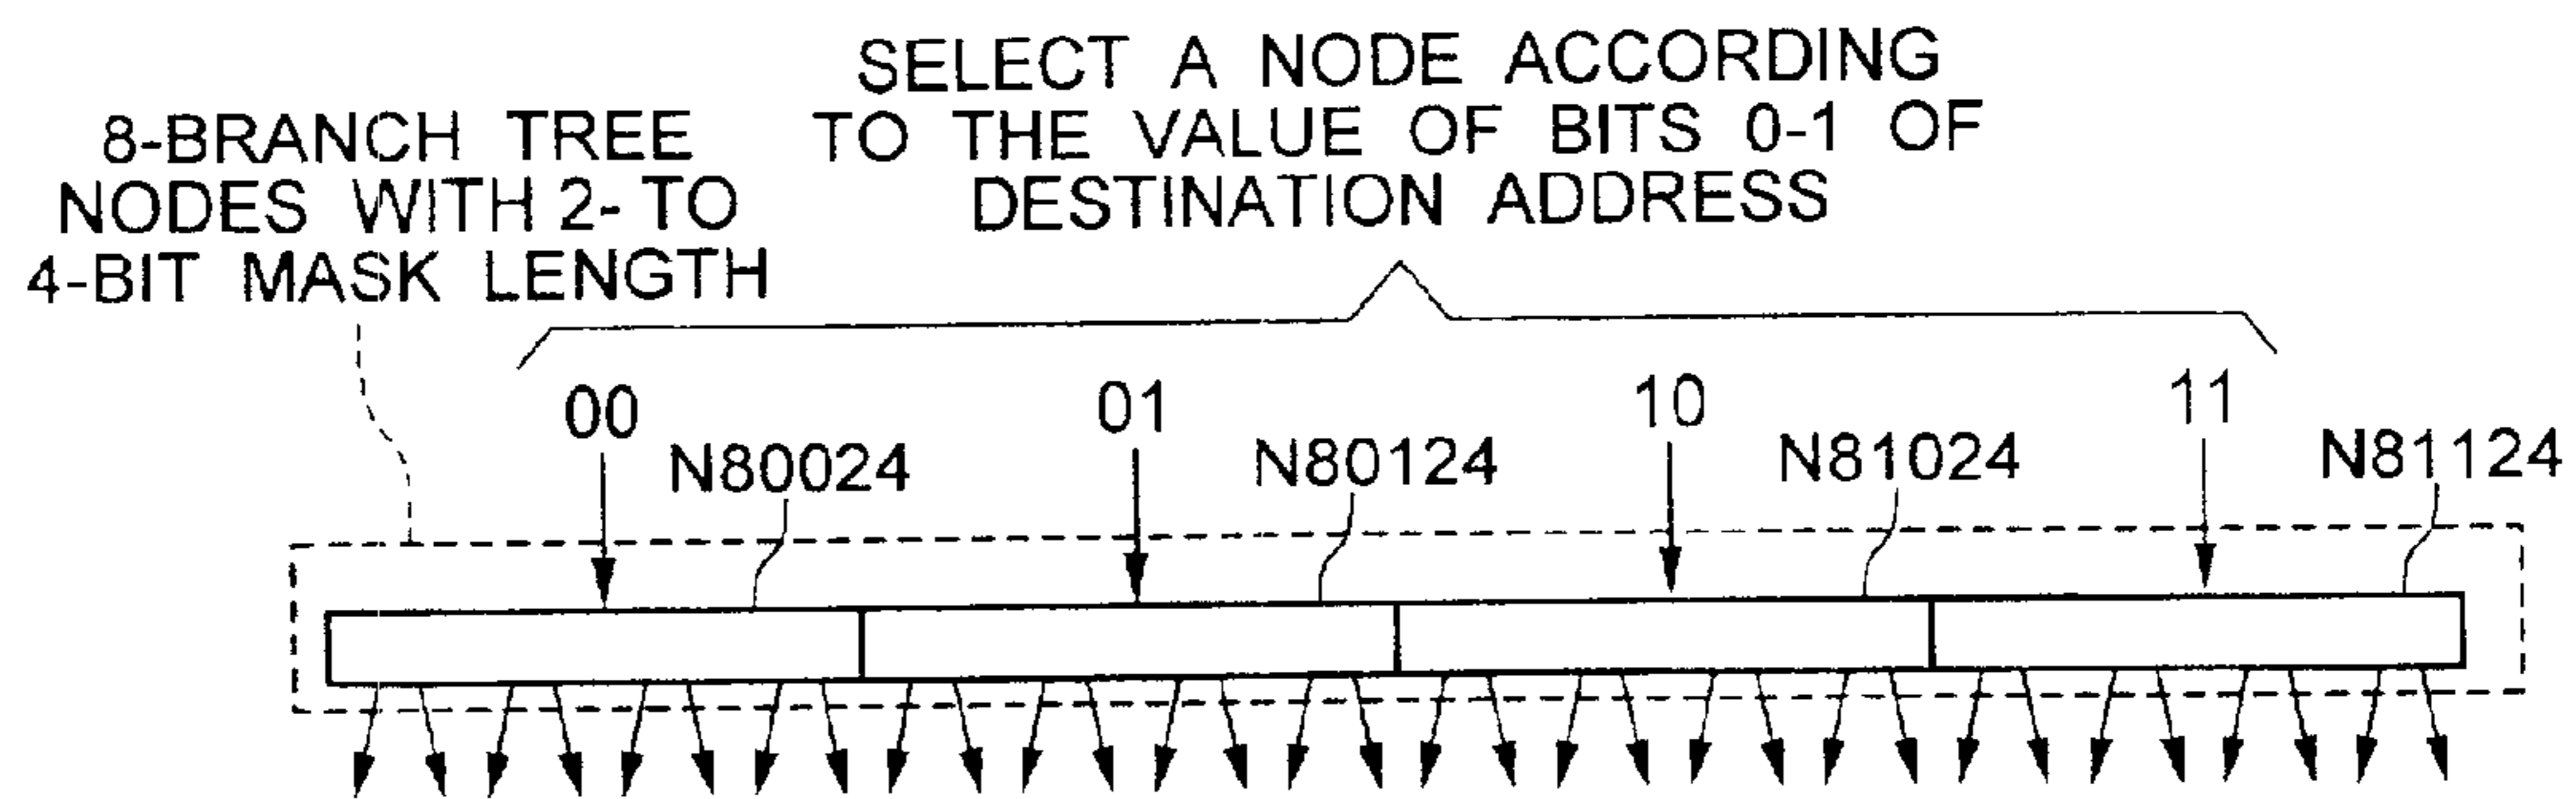 SELECT A NODE ACCORDING
TO THE VALUE OF BITS 0-1 OF
DESTINATION ADDRESS
8-BRANCH TREE
NODES WITH 2- TO
4-BIT MASK LENGTH
00
01
10
11
N80024
N80124
N81024
N81124